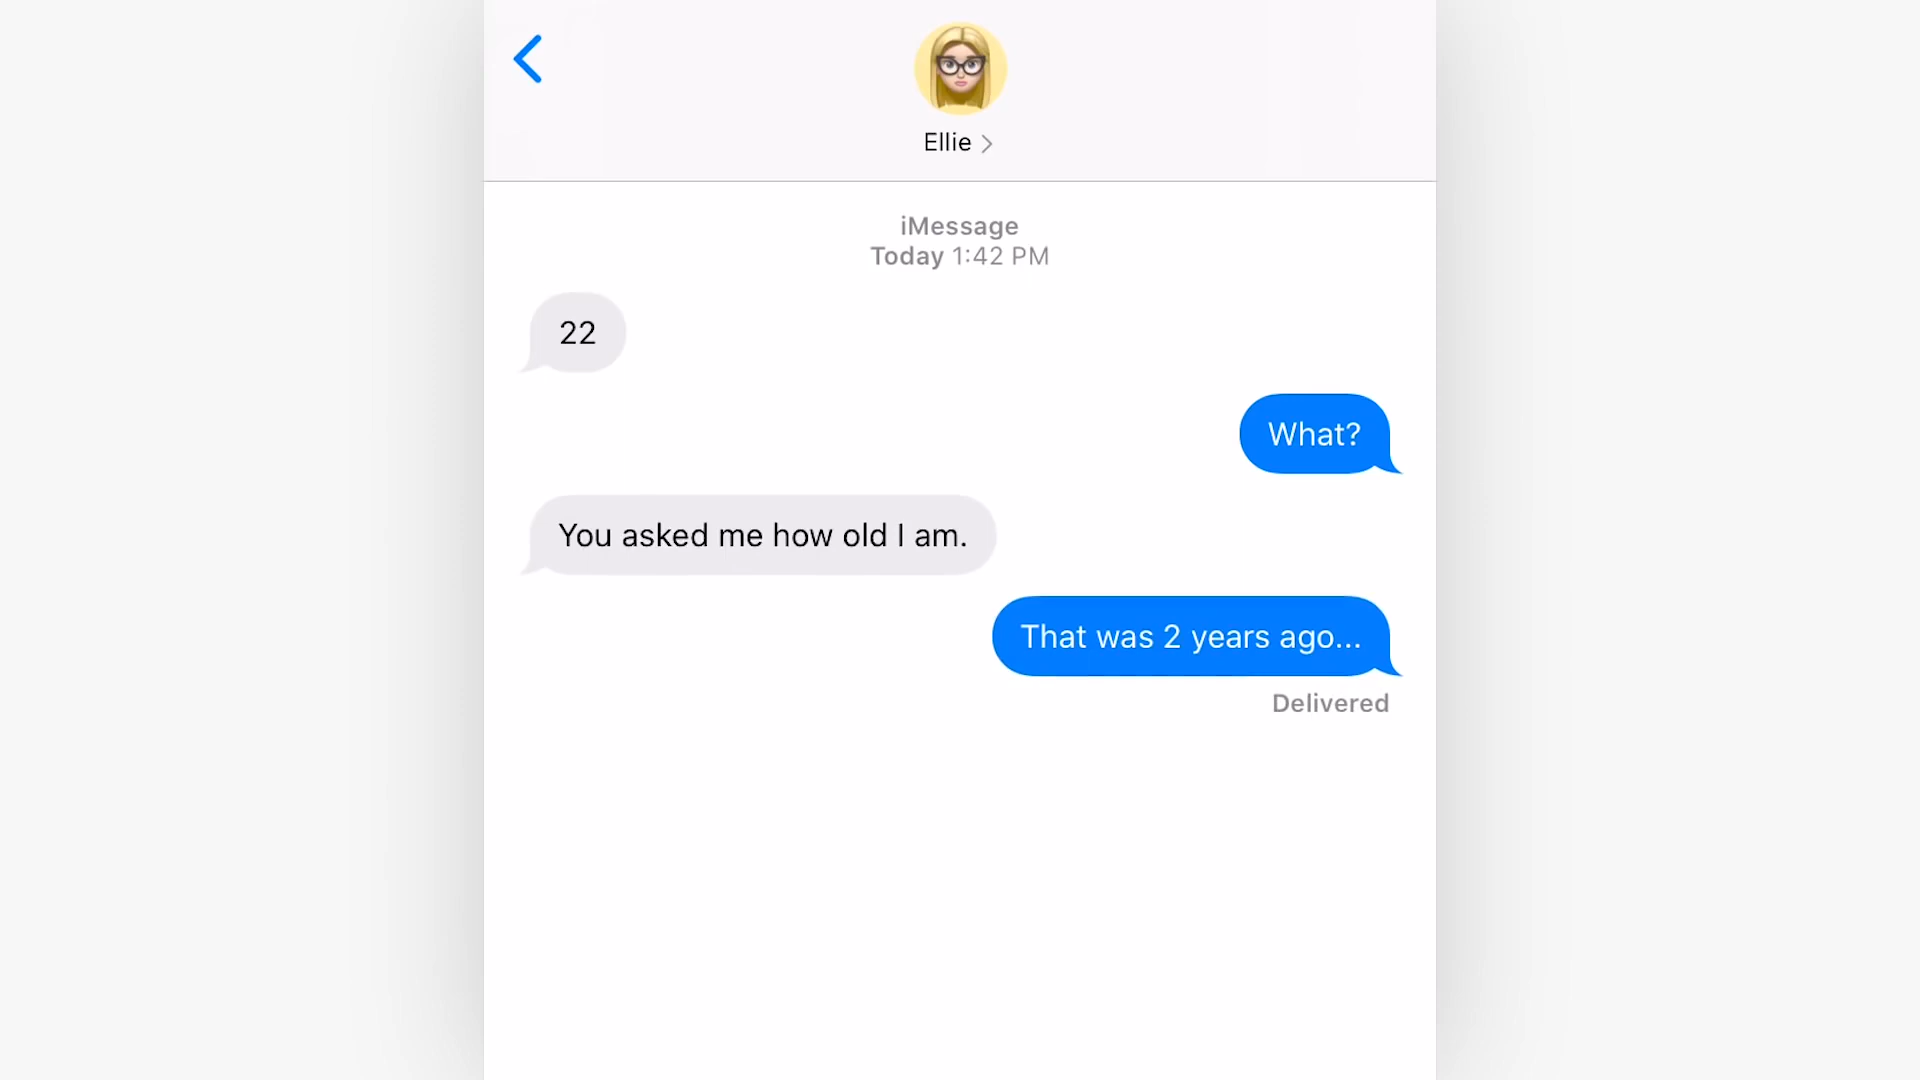 Ellie
iMessage
Today 1:42 PM
22
What?
You asked me how old I am.
That was 2 years ago...
Delivered